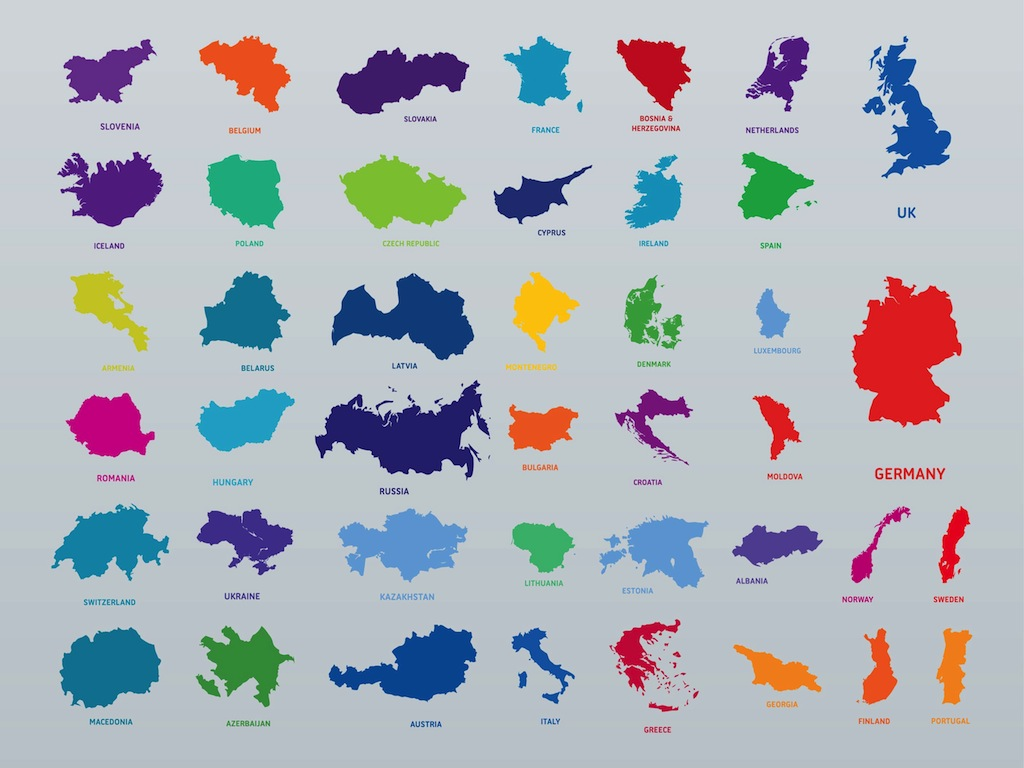 SLOVENIA
BELGIUM
SLOVAKIA
FRANCE
BOSNIA &
HERZEGOVINA
NETHERLANDS
UK
ICELAND
POLAND
CZECH REPUBLIC
CYPRUS
IRELAND
SPAIN
ARMENIA
BELARUS
LATVIA
MONTENEGRO
DENMARK
LUXEMBOURG
GERMANY
ROMANIA
HUNGARY
RUSSIA
BULGARIA
CROATIA
MOLDOVA
SWITZERLAND
UKRAINE
KAZAKHSTAN
LITHUANIA
ESTONIA
ALBANIA
NORWAY
SWEDEN
MACEDONIA
AZERBAIJAN
AUSTRIA
ITALY
GREECE
GEORGIA
FINLAND
PORTUGAL